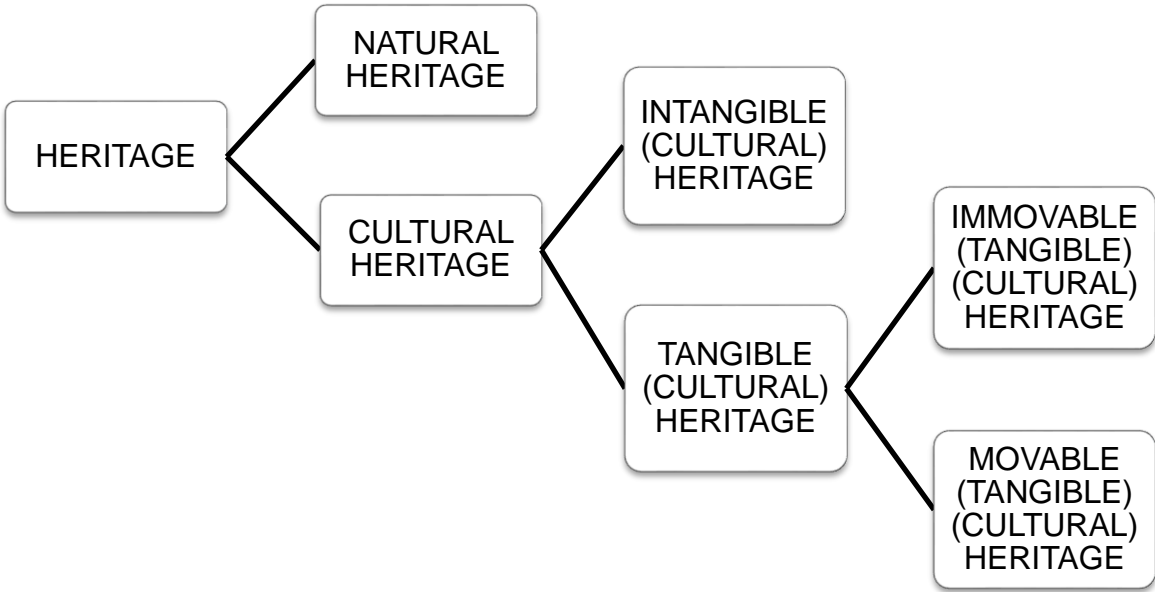 HERITAGE
NATURAL
HERITAGE
CULTURAL
HERITAGE
INTANGIBLE
(CULTURAL)
HERITAGE
TANGIBLE
(CULTURAL)
HERITAGE
IMMOVABLE
(TANGIBLE)
(CULTURAL)
HERITAGE
MOVABLE
(TANGIBLE)
(CULTURAL)
HERITAGE